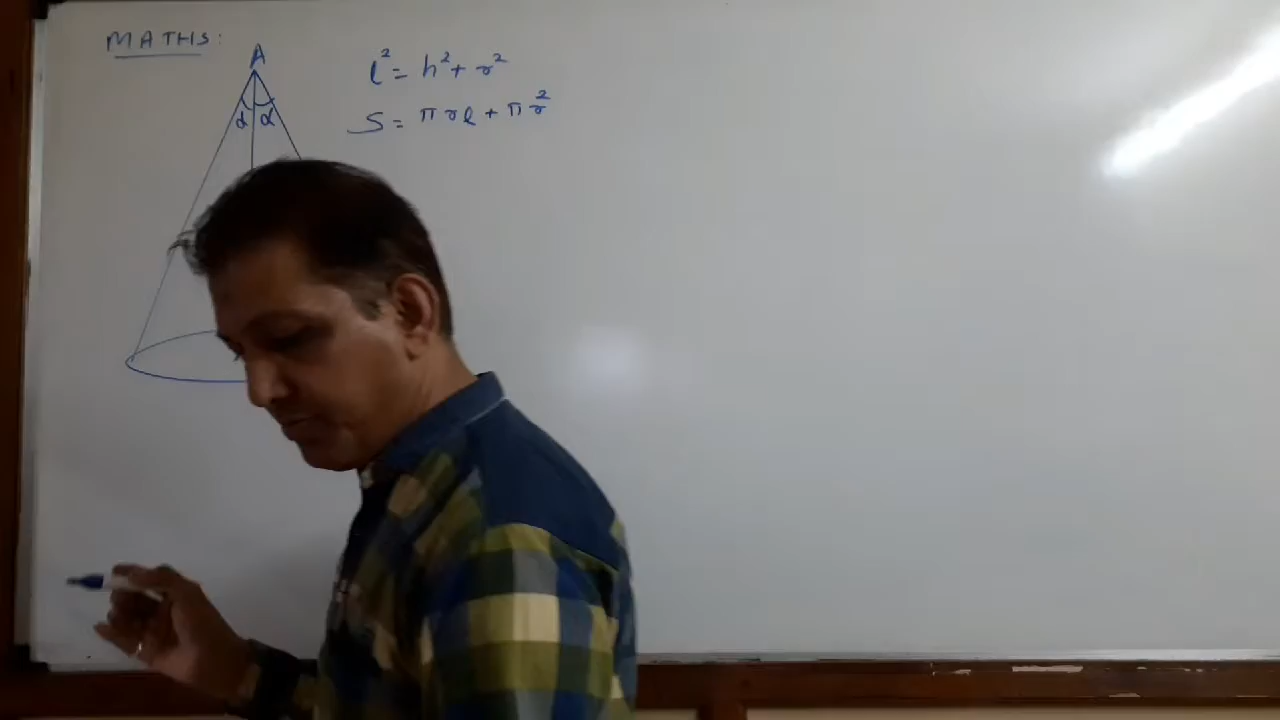 MATHS:
A
α α
l² = h² + r²
S = πrl + πr²